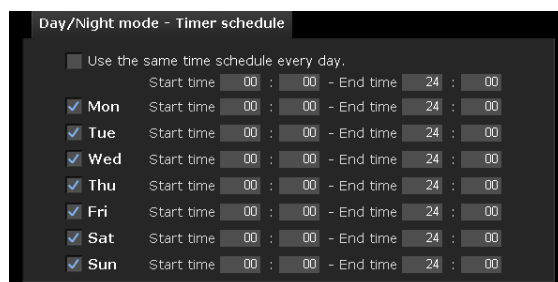 Day/Night mode - Timer schedule
Use the same time schedule every day.
Start time 00 : 00 - End time 24 : 00
Mon Start time 00 : 00 - End time 24 : 00
Tue Start time 00 : 00 - End time 24 : 00
Wed Start time 00 : 00 - End time 24 : 00
Thu Start time 00 : 00 - End time 24 : 00
Fri Start time 00 : 00 - End time 24 : 00
Sat Start time 00 : 00 - End time 24 : 00
Sun Start time 00 : 00 - End time 24 : 00